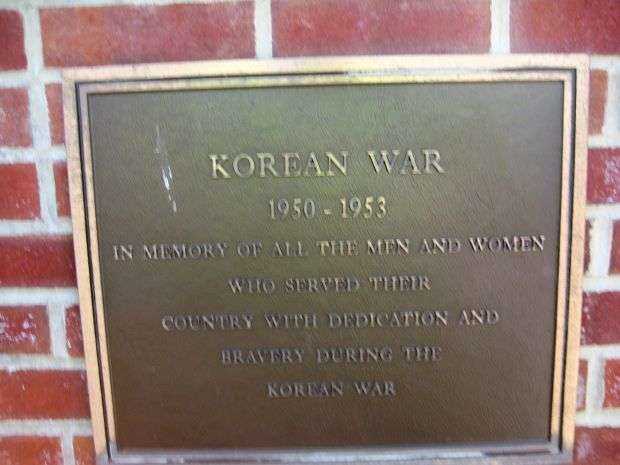 KOREAN WAR
1950 - 1953
IN MEMORY OF ALL THE MEN AND WOMEN
WHO SERVED THEIR
COUNTRY WITH DEDICATION AND
BRAVERY DURING THE
KOREAN WAR